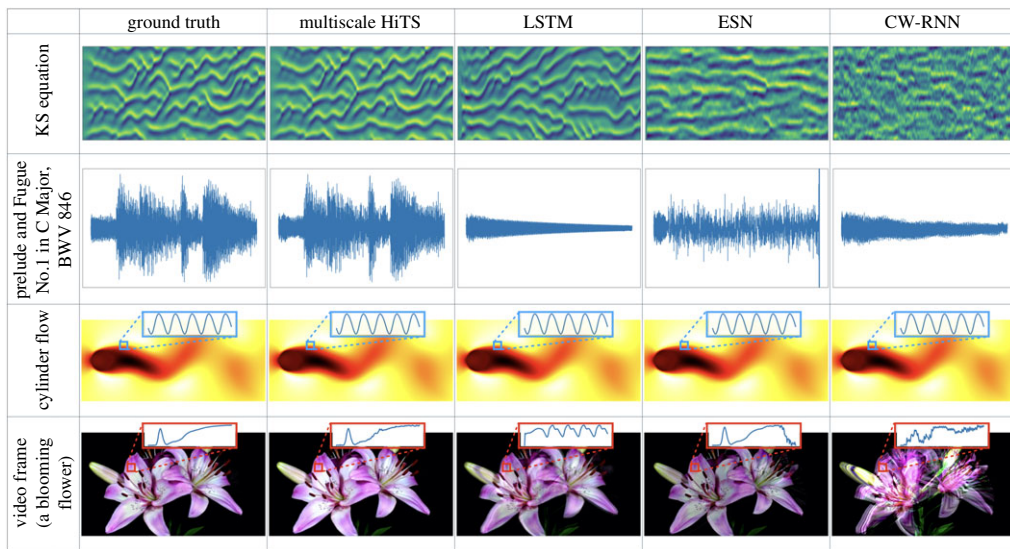 ground truth
multiscale HiTS
LSTM
ESN
CW-RNN
KS equation
prelude and Fugue
No.1 in C Major,
BWV 846
cylinder flow
video frame
(a blooming
flower)